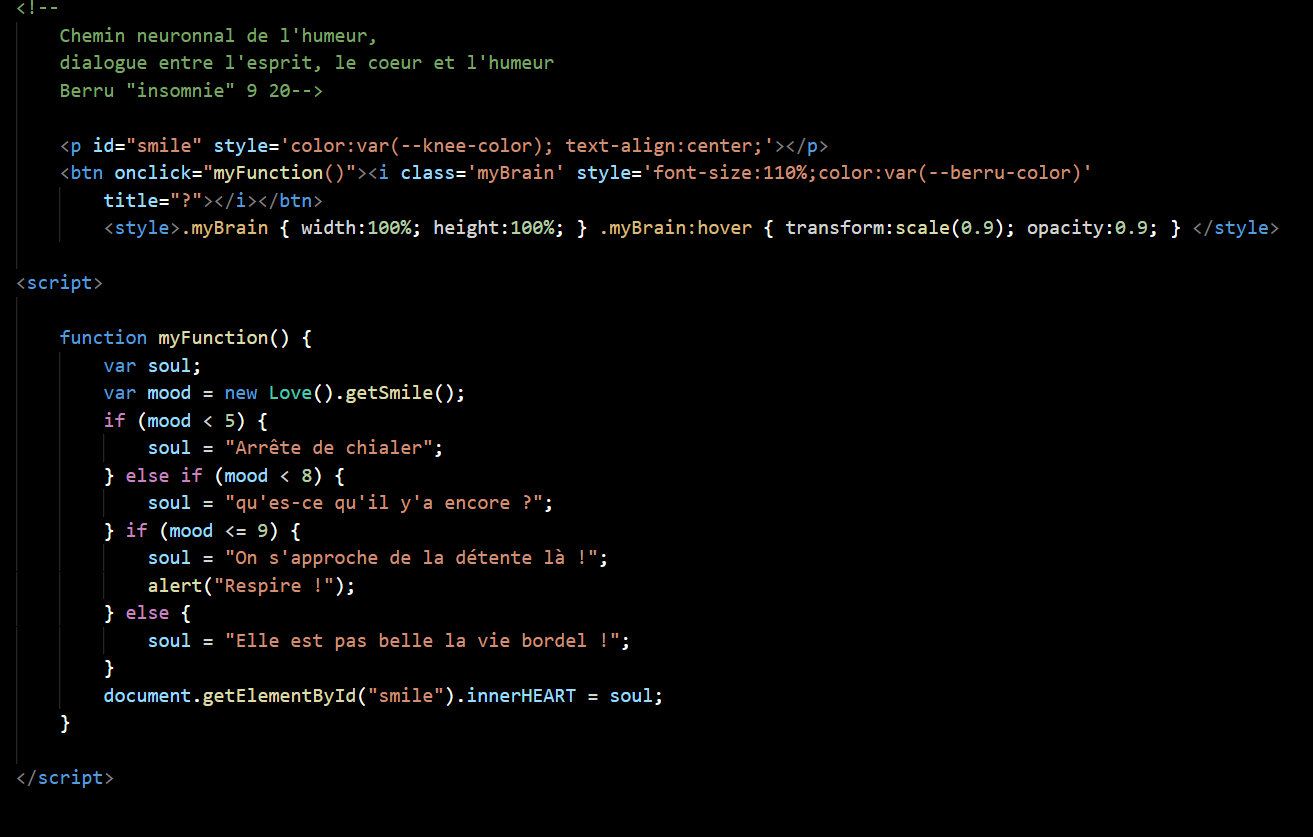 <!--
Chemin neuronnal de l'humeur,
dialogue entre l'esprit, le coeur et l'humeur
Berru "insomnie" 9 20-->
<p id="smile" style='color:var(--knee-color); text-align:center;'></p>
<btn onclick="myFunction()"><i class='myBrain' style='font-size:110%;color:var(--berru-color)'
title="?"></i></btn>
<style>.myBrain { width:100%; height:100%; } .myBrain:hover { transform:scale(0.9); opacity:0.9; } </style>
<script>
function myFunction() {
var soul;
var mood = new Love().getSmile();
if (mood < 5) {
soul = "Arrête de chialer";
} else if (mood < 8) {
soul = "qu'es-ce qu'il y'a encore ?";
} if (mood <= 9) {
soul = "On s'approche de la détente là !";
alert("Respire !");
} else {
soul = "Elle est pas belle la vie bordel !";
}
document.getElementById("smile").innerHEART = soul;
}
</script>